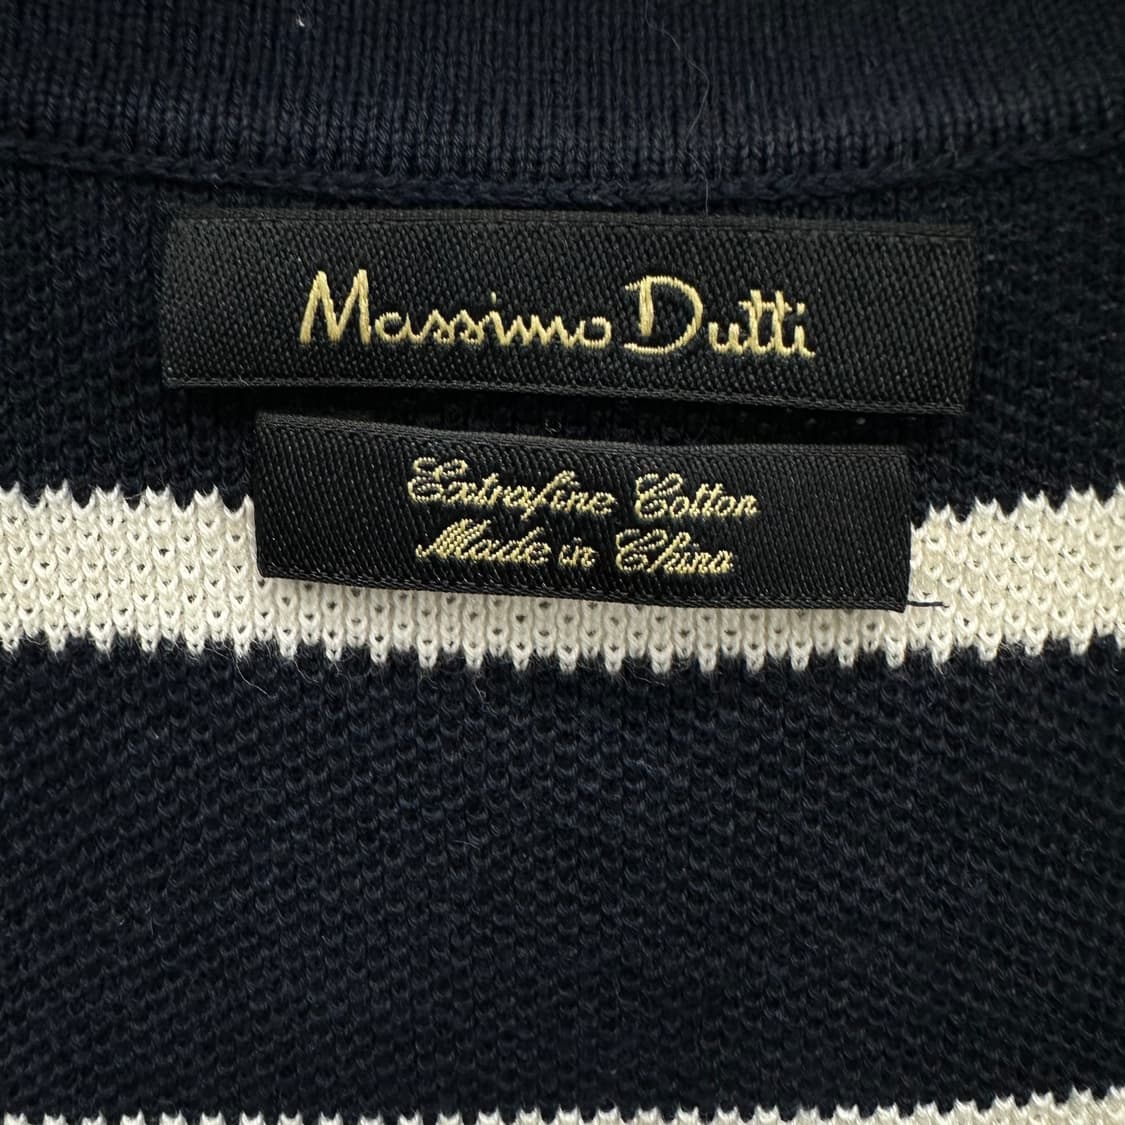 Massimo Dutti
Extrafine Cotton
Made in China